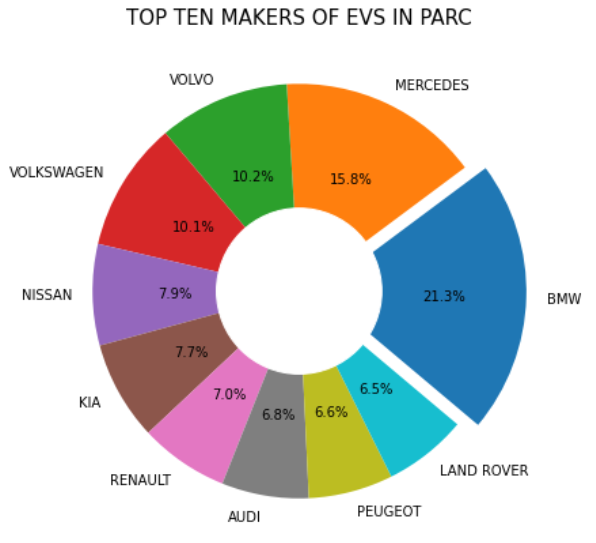 TOP TEN MAKERS OF EVS IN PARC
VOLVO
MERCEDES
10.2%
15.8%
VOLKSWAGEN
10.1%
NISSAN
7.9%
21.3%
BMW
7.7%
KIA
7.0%
6.8%
6.6%
6.5%
RENAULT
LAND ROVER
AUDI
PEUGEOT